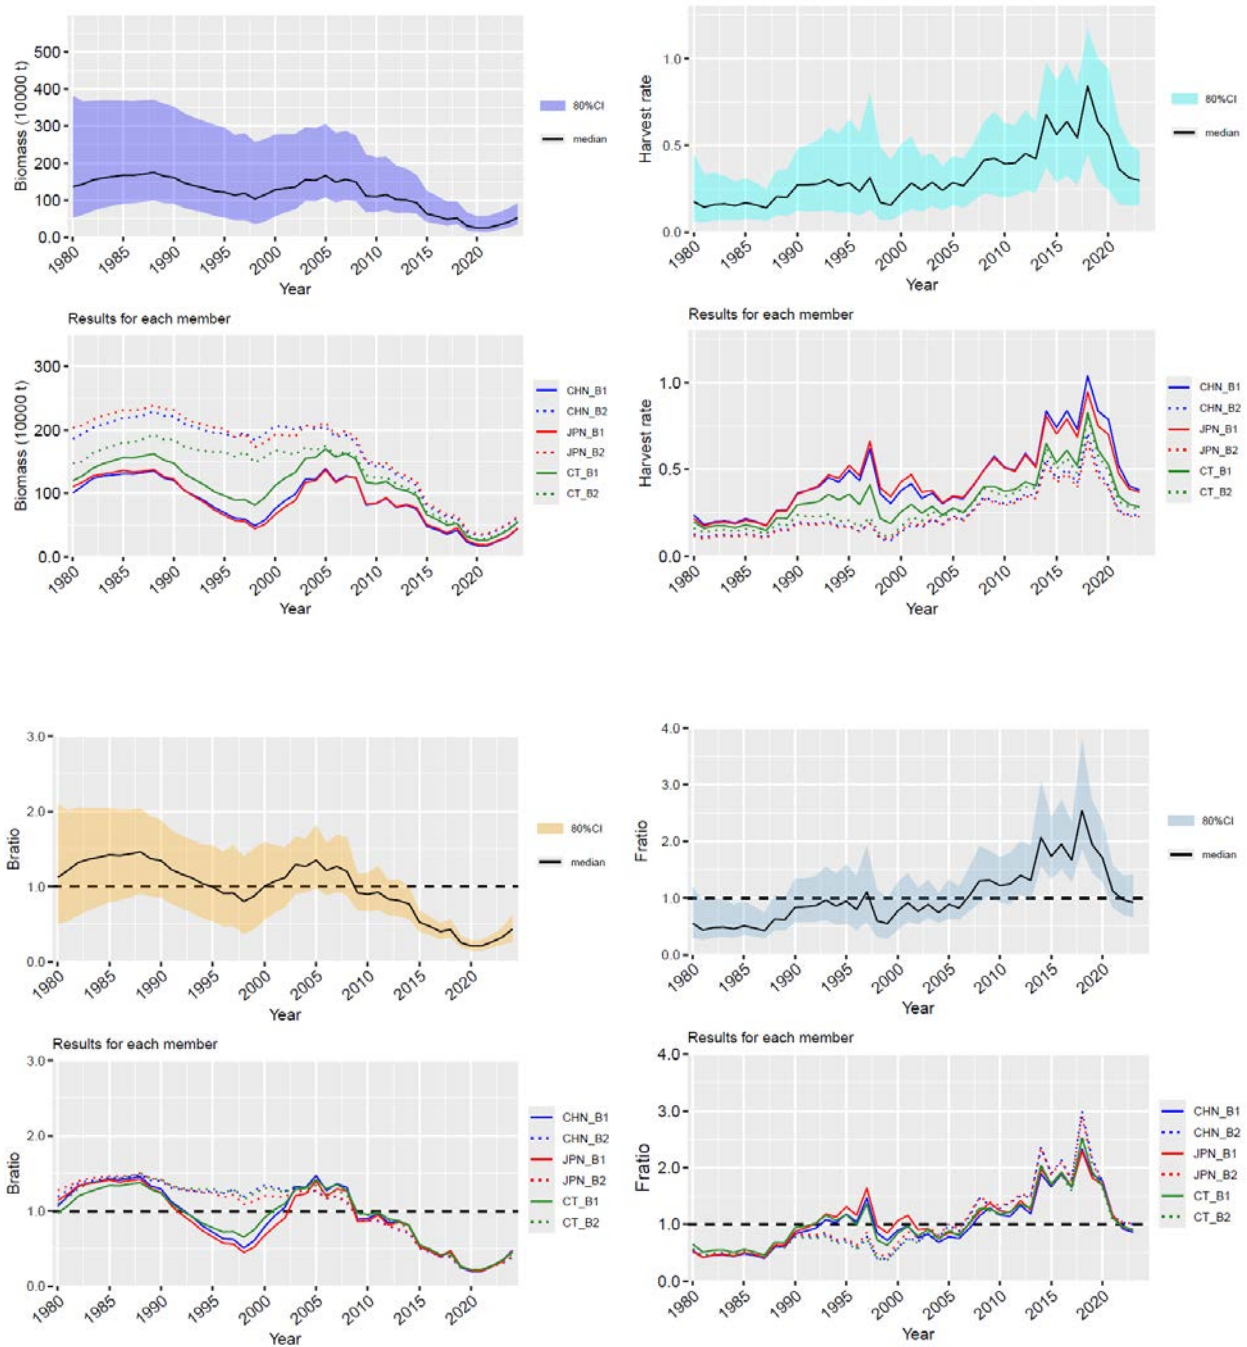 Biomass (10000 t)
500
400
300
200
100
0.0
1980
1985
1990
1995
2000
2005
2010
2015
2020
Year
80%CI
median
Harvest rate
1.0
0.5
0.0
1980
1985
1990
1995
2000
2005
2010
2015
2020
Year
80%CI
median
Results for each member
Biomass (10000 t)
300
200
100
0.0
1980
1985
1990
1995
2000
2005
2010
2015
2020
Year
CHN_B1
CHN_B2
JPN_B1
JPN_B2
CT_B1
CT_B2
Results for each member
Harvest rate
1.0
0.5
0.0
1980
1985
1990
1995
2000
2005
2010
2015
2020
Year
CHN_B1
CHN_B2
JPN_B1
JPN_B2
CT_B1
CT_B2
Bratio
3.0
2.0
1.0
0.0
1980
1985
1990
1995
2000
2005
2010
2015
2020
Year
80%CI
median
Fratio
4.0
3.0
2.0
1.0
0.0
1980
1985
1990
1995
2000
2005
2010
2015
2020
Year
80%CI
median
Results for each member
Bratio
3.0
2.0
1.0
0.0
1980
1985
1990
1995
2000
2005
2010
2015
2020
Year
CHN_B1
CHN_B2
JPN_B1
JPN_B2
CT_B1
CT_B2
Results for each member
Fratio
4.0
3.0
2.0
1.0
0.0
1980
1985
1990
1995
2000
2005
2010
2015
2020
Year
CHN_B1
CHN_B2
JPN_B1
JPN_B2
CT_B1
CT_B2